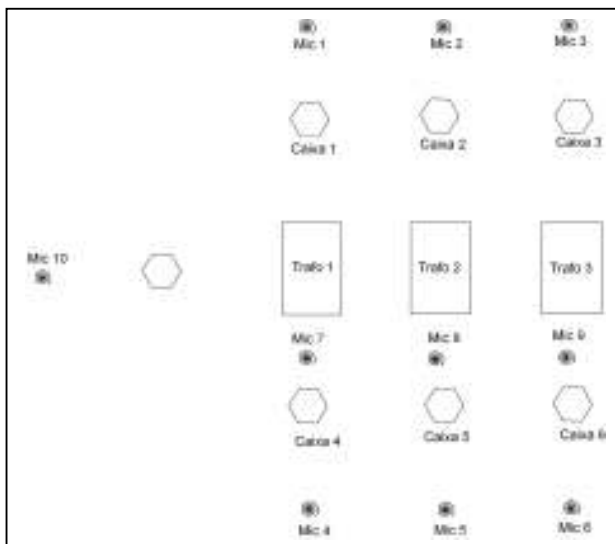 Mic 1
Mic 2
Mic 3
Caixa 1
Caixa 2
Caixa 3
Mic 10
Trafo 1
Trafo 2
Trafo 3
Mic 7
Mic 8
Mic 9
Caixa 4
Caixa 5
Caixa 6
Mic 4
Mic 5
Mic 6